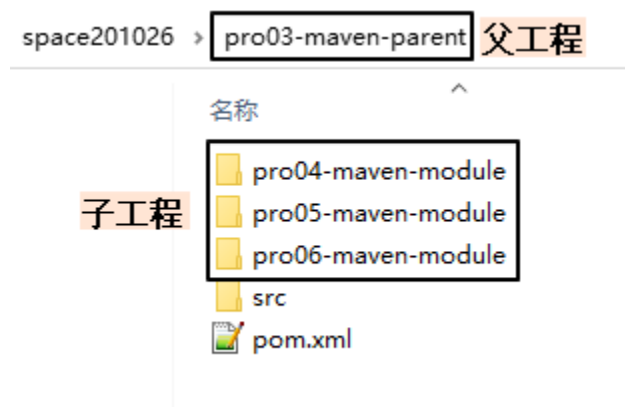 space201026 > pro03-maven-parent 父工程
名称
pro04-maven-module
子工程 pro05-maven-module
pro06-maven-module
src
pom.xml